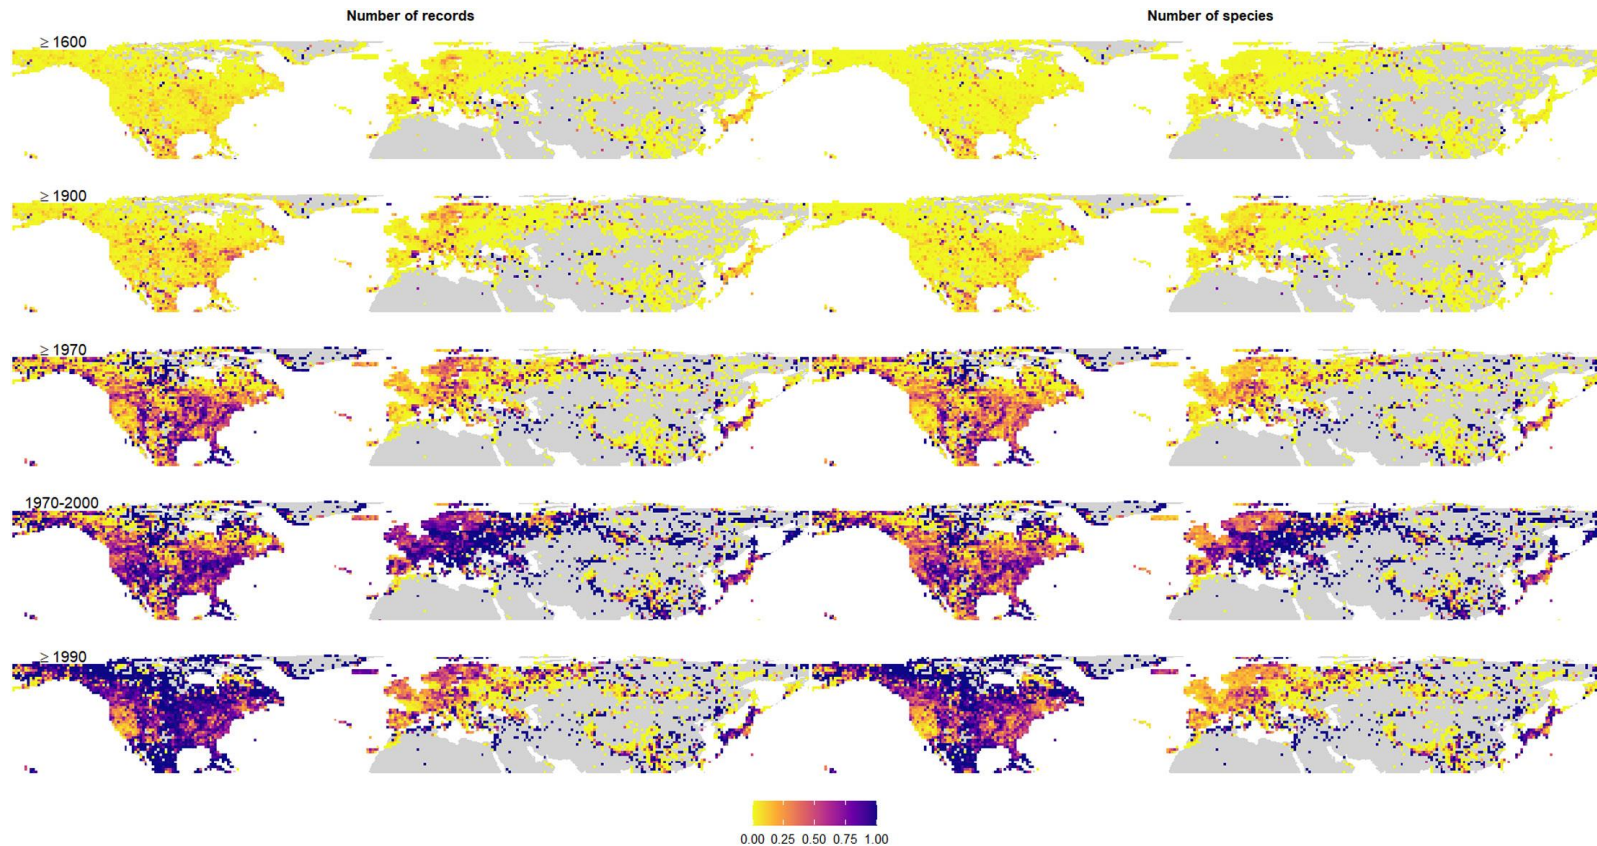 Number of records
Number of species
≥ 1600
≥ 1900
≥ 1970
1970-2000
≥ 1990
0.00 0.25 0.50 0.75 1.00